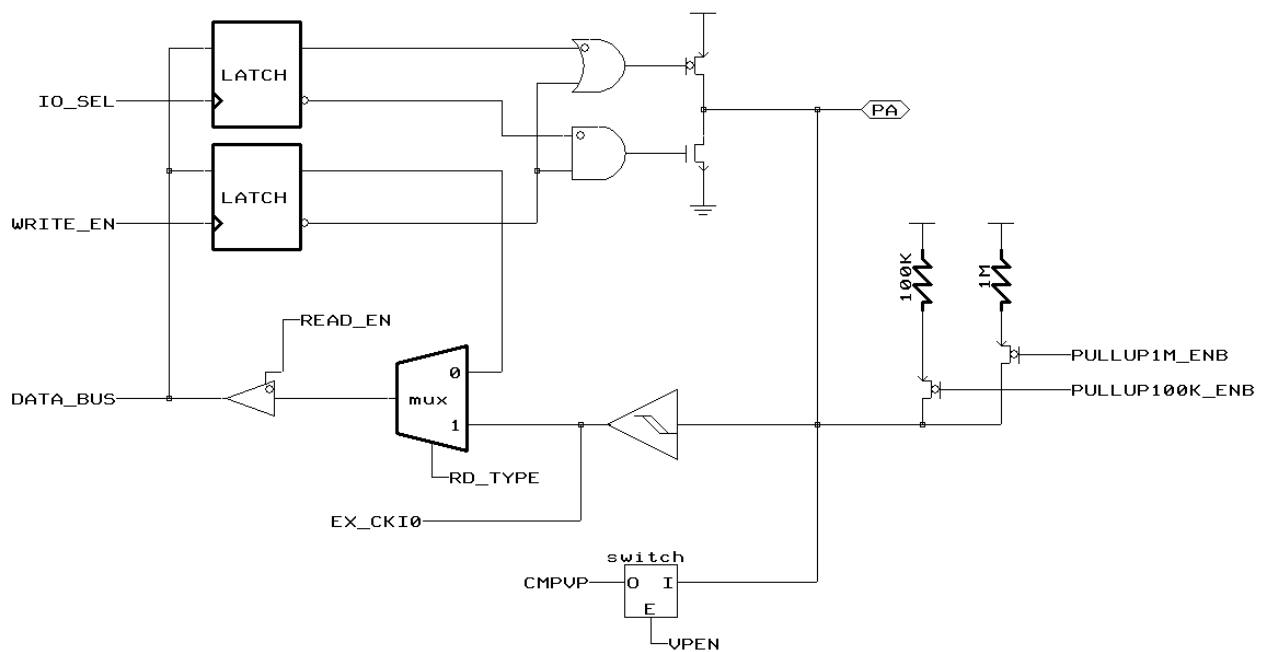 LATCH
IO_SEL
PA
LATCH
WRITE_EN
100K
1M
READ_EN
PULLUP1M_ENB
0
PULLUP100K_ENB
DATA_BUS
mux
1
RD_TYPE
EX_CKI0
switch
CMPVP
O I
E
VPEN